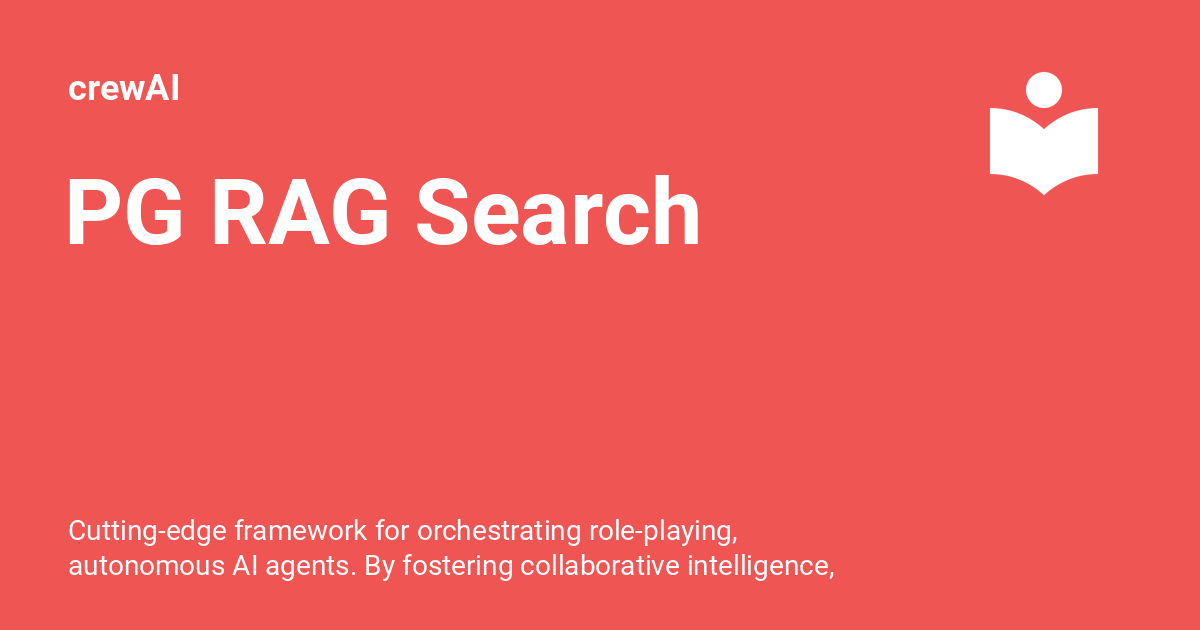 crewAI
PG RAG Search
Cutting-edge framework for orchestrating role-playing,
autonomous AI agents. By fostering collaborative intelligence,